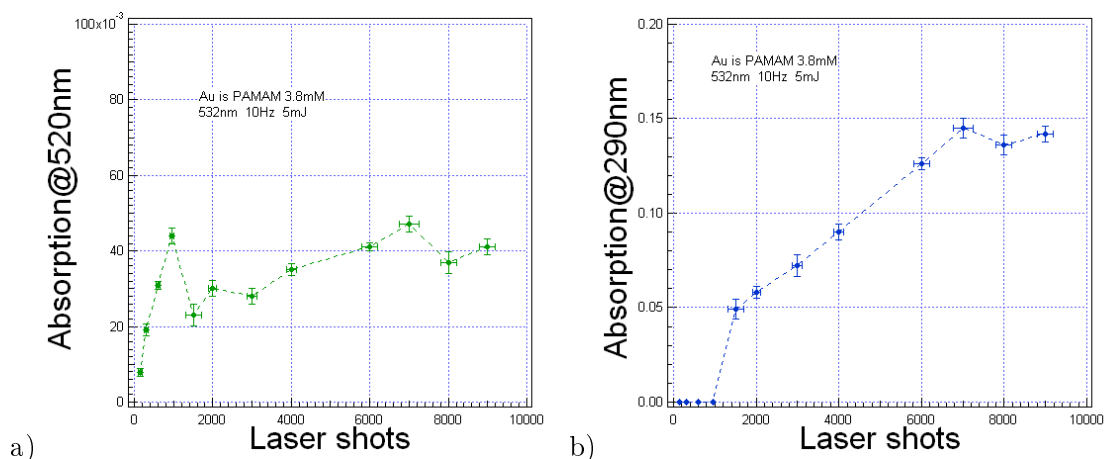 100x10⁻³
80
60
40
20
0
0 2000 4000 6000 8000 10000
Absorption@520nm
Laser shots
Au is PAMAM 3.8mM
532nm 10Hz 5mJ
a)
0.20
0.15
0.10
0.05
0.00
0 2000 4000 6000 8000 10000
Absorption@290nm
Laser shots
Au is PAMAM 3.8mM
532nm 10Hz 5mJ
b)